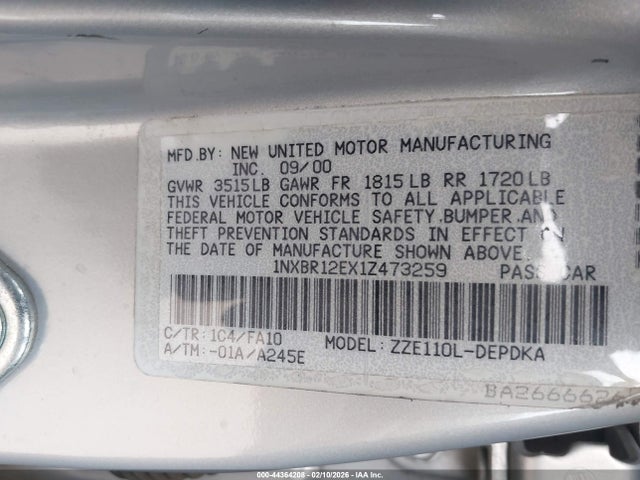 MFD.BY: NEW UNITED MOTOR MANUFACTURING
INC. 09/00
GVWR 3515LB GAWR FR 1815LB RR 1720LB
THIS VEHICLE CONFORMS TO ALL APPLICABLE
FEDERAL MOTOR VEHICLE SAFETY,BUMPER,AND
THEFT PREVENTION STANDARDS IN EFFECT ON
THE DATE OF MANUFACTURE SHOWN ABOVE.
1NXBR12EX1Z473259 PASS CAR
C/TR: 1C4/FA10
A/TM: -01A/A245E
MODEL: ZZE110L-DEPDKA
000-44364208 - 02/10/2026 - IAA Inc.